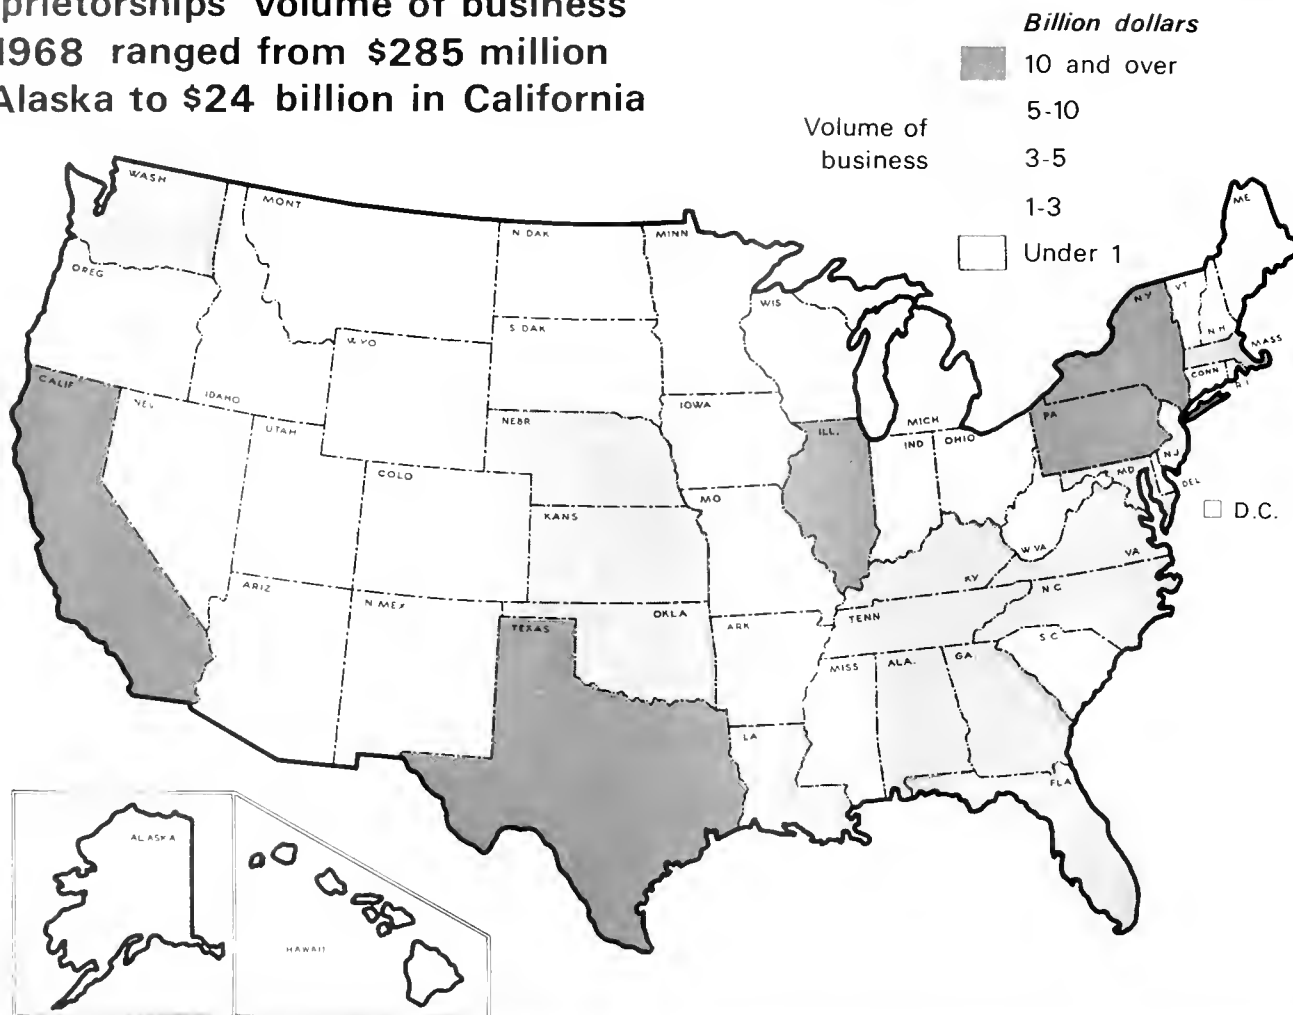 prietorships' volume of business
1968 ranged from $285 million
Alaska to $24 billion in California
Billion dollars
10 and over
5-10
Volume of
business
3-5
1-3
Under 1
WASH
MONT
N DAK
MINN
ME
OREG
WIS
NY
VT
S DAK
NH
WYO
MASS
CONN
R I
CALIF
NEV
IDAHO
UTAH
NEBR
IOWA
ILL.
MICH
IND
OHIO
PA
NJ
MD
DEL
COLO
MO
D.C.
KANS
W VA
VA
KY
ARIZ
N MEX
OKLA
TEXAS
ARK
TENN
N C
S C
MISS
ALA.
GA.
LA
FLA
ALASKA
HAWAII